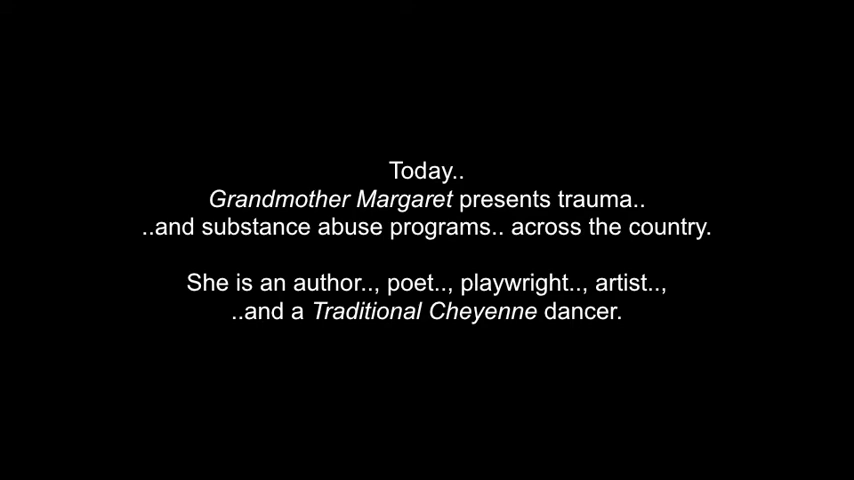 Today..
Grandmother Margaret presents trauma..
..and substance abuse programs.. across the country.
She is an author.., poet.., playwright.., artist..,
..and a Traditional Cheyenne dancer.